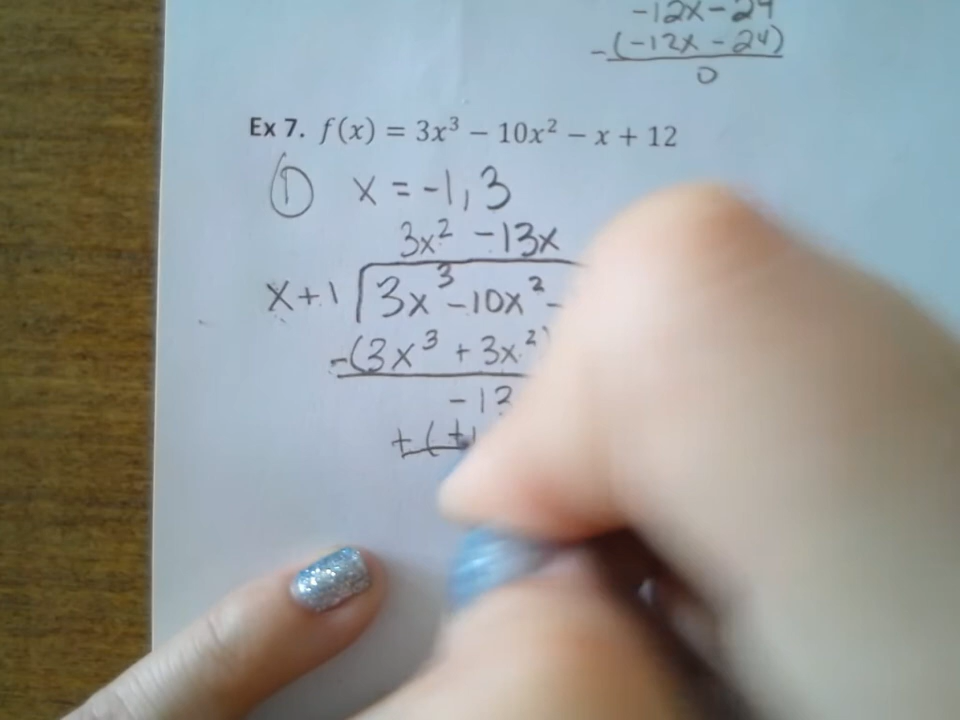 -12x - 24
-(-12x - 24)
0
Ex 7. f(x) = 3x³ − 10x² − x + 12
① x = -1, 3
3x² - 13x
x + 1 3x³ - 10x² -
-(3x³ + 3x²)
- 13
+(+1